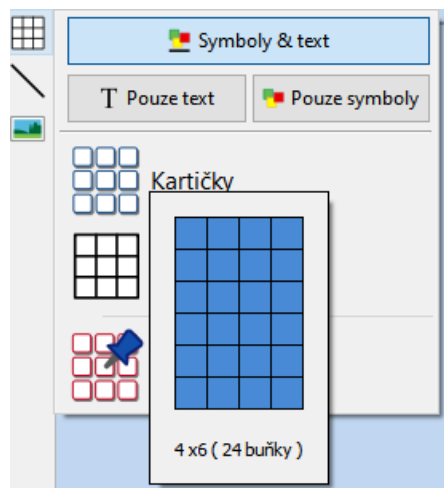 Symboly & text
T Pouze text
Pouze symboly
Kartičky
4 x6 ( 24 buňky )